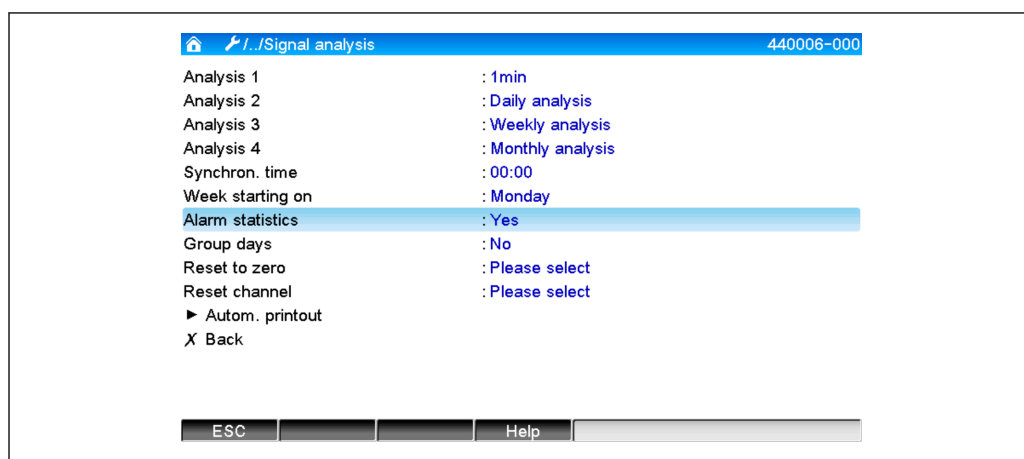 /../Signal analysis 440006-000
Analysis 1 : 1min
Analysis 2 : Daily analysis
Analysis 3 : Weekly analysis
Analysis 4 : Monthly analysis
Synchron. time : 00:00
Week starting on : Monday
Alarm statistics : Yes
Group days : No
Reset to zero : Please select
Reset channel : Please select
► Autom. printout
X Back
ESC Help